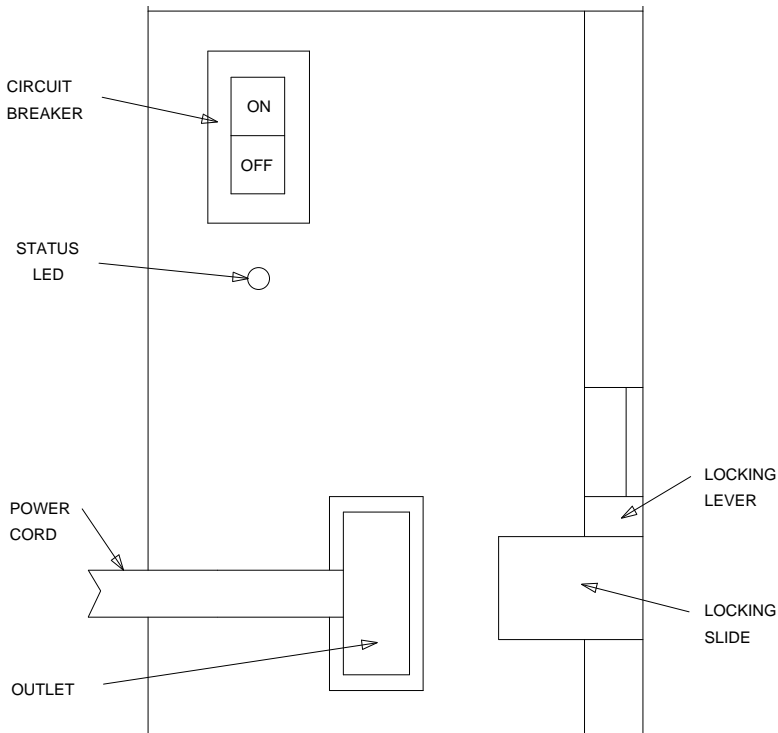 CIRCUIT
BREAKER
ON
OFF
STATUS
LED
LOCKING
LEVER
POWER
CORD
LOCKING
SLIDE
OUTLET